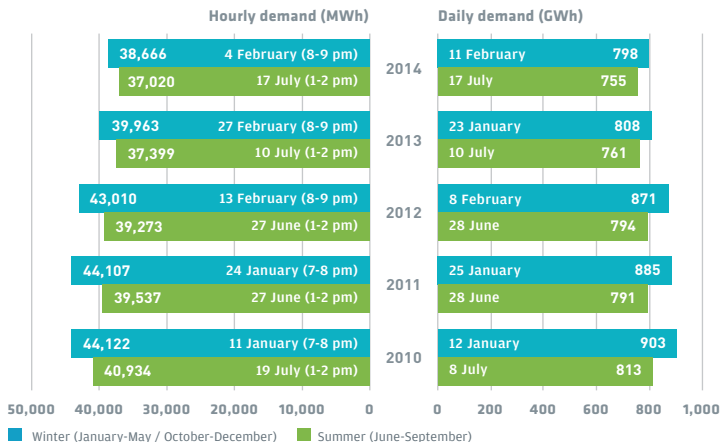 Hourly demand (MWh) Daily demand (GWh)
38,666 4 February (8-9 pm) 2014 11 February 798
37,020 17 July (1-2 pm) 17 July 755
39,963 27 February (8-9 pm) 2013 23 January 808
37,399 10 July (1-2 pm) 10 July 761
43,010 13 February (8-9 pm) 2012 8 February 871
39,273 27 June (1-2 pm) 28 June 794
44,107 24 January (7-8 pm) 2011 25 January 885
39,537 27 June (1-2 pm) 28 June 791
44,122 11 January (7-8 pm) 2010 12 January 903
40,934 19 July (1-2 pm) 8 July 813
50,000 40,000 30,000 20,000 10,000 0 0 200 400 600 800 1,000
Winter (January-May / October-December) Summer (June-September)